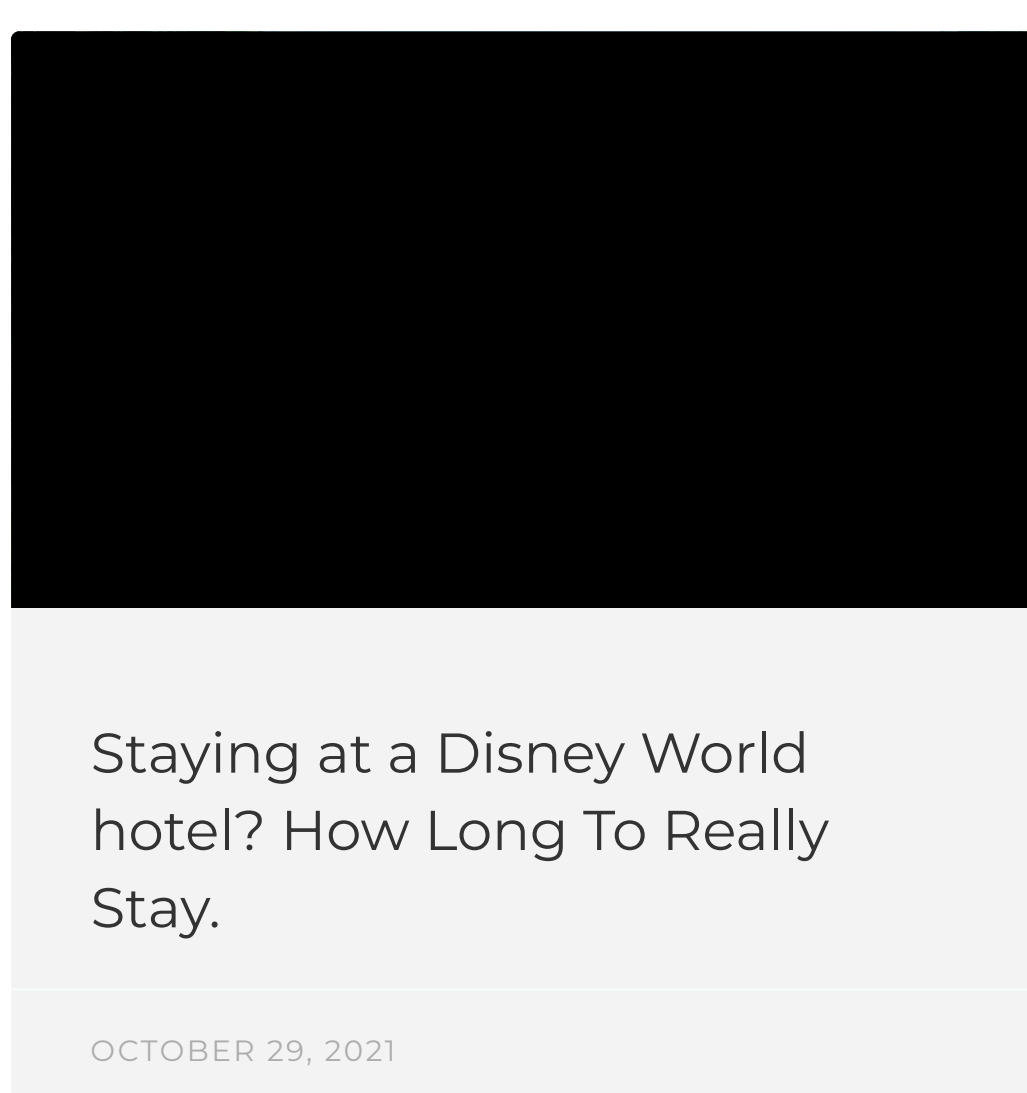 Staying at a Disney World
hotel? How Long To Really
Stay.
OCTOBER 29, 2021